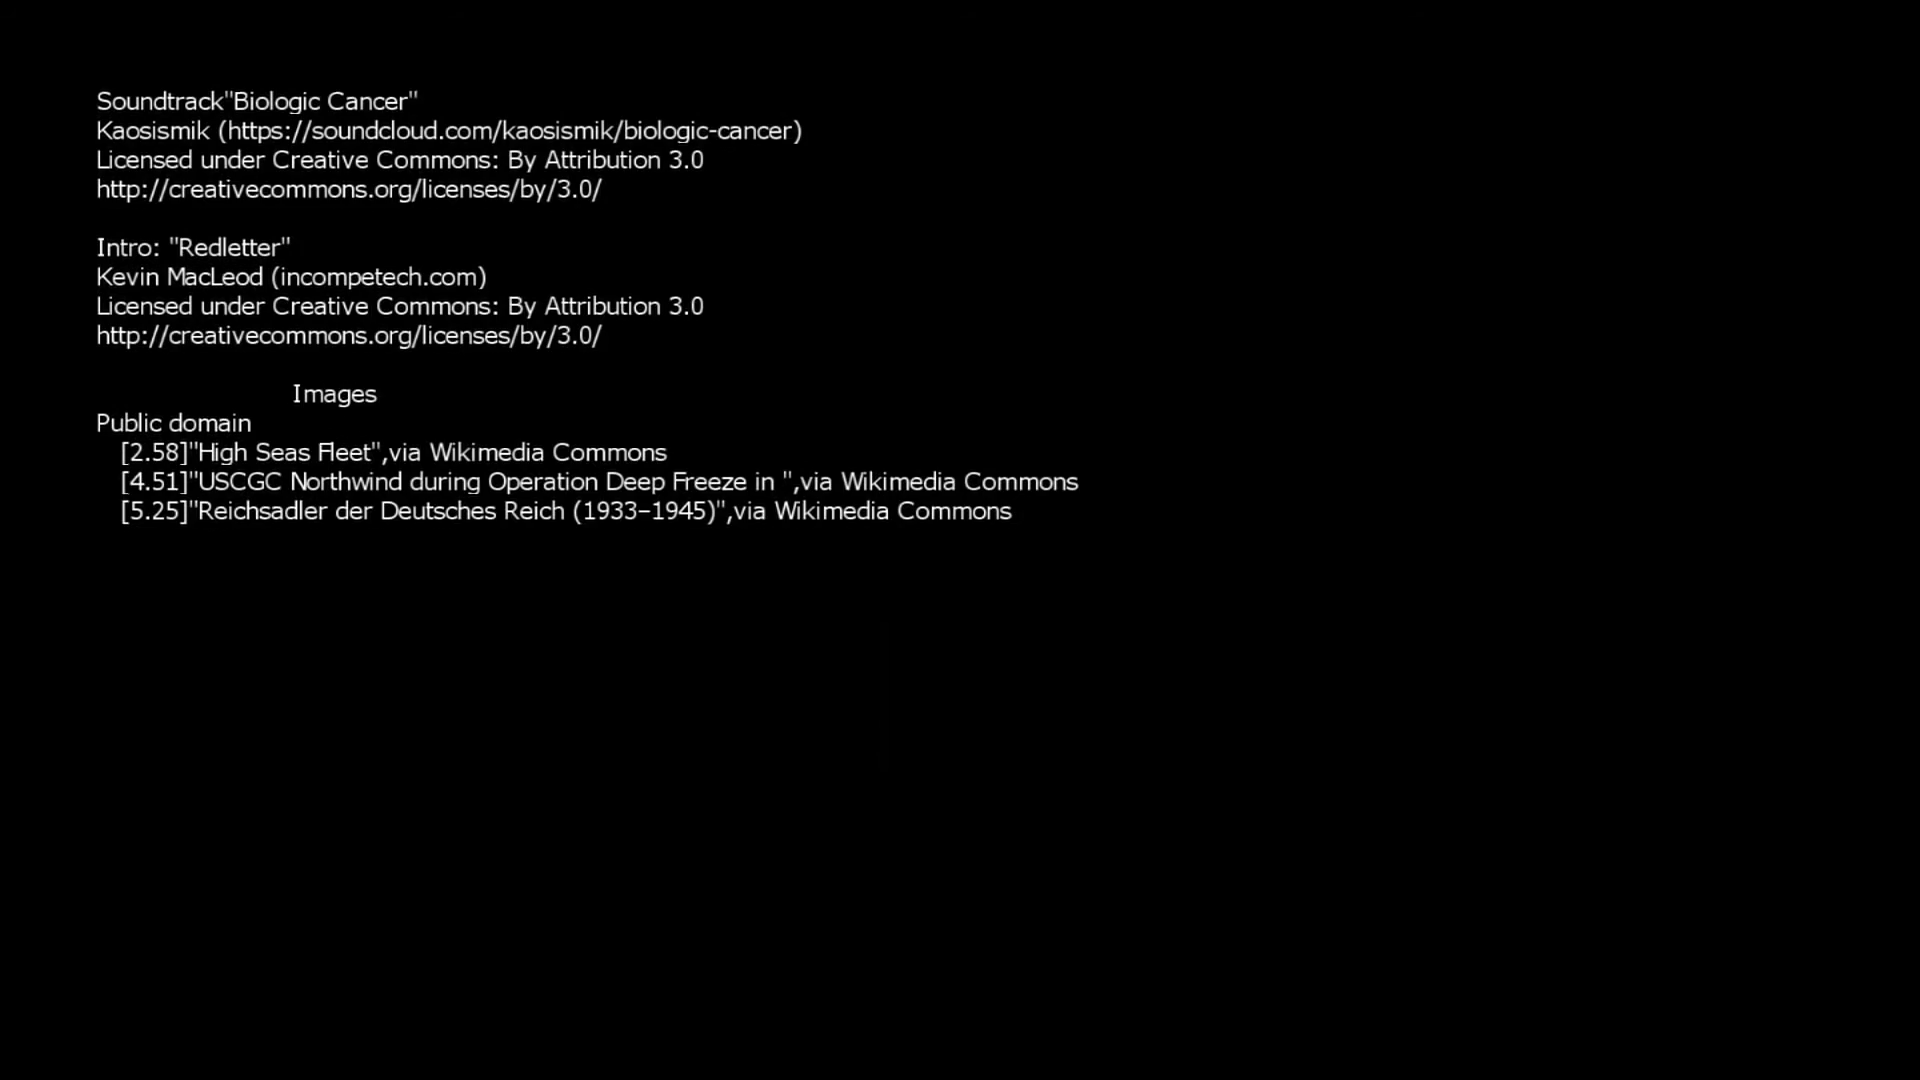 Soundtrack"Biologic Cancer"
Kaosismik (https://soundcloud.com/kaosismik/biologic-cancer)
Licensed under Creative Commons: By Attribution 3.0
http://creativecommons.org/licenses/by/3.0/
Intro: "Redletter"
Kevin MacLeod (incompetech.com)
Licensed under Creative Commons: By Attribution 3.0
http://creativecommons.org/licenses/by/3.0/
Images
Public domain
[2.58]"High Seas Fleet",via Wikimedia Commons
[4.51]"USCGC Northwind during Operation Deep Freeze in ",via Wikimedia Commons
[5.25]"Reichsadler der Deutsches Reich (1933–1945)",via Wikimedia Commons